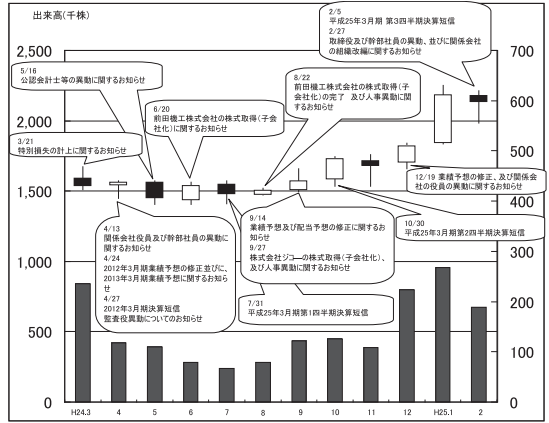 出来高(千株)
2,500
2,000
1,500
1,000
500
0
700
600
500
400
300
200
100
0
2/5
平成25年3月期 第3四半期決算短信
2/27
取締役及び幹部社員の異動、並びに関係会社
の組織改編に関するお知らせ
5/16
公認会計士等の異動に関するお知らせ
8/22
前田機工株式会社の株式取得(子
会社化)の完了 及び人事異動に関
するお知らせ
6/20
前田機工株式会社の株式取得(子会
社化)に関するお知らせ
3/21
特別損失の計上に関するお知らせ
12/19 業績予想の修正、及び関係会
社の役員の異動に関するお知らせ
4/13
関係会社役員及び幹部社員の異動に
関するお知らせ
4/24
2012年3月期業績予想の修正並びに、
2013年3月期業績予想に関するお知ら
せ
4/27
2012年3月期決算短信
監査役異動についてのお知らせ
9/14
業績予想及び配当予想の修正に関するお
知らせ
9/27
株式会社ジコーの株式取得(子会社化)、
及び人事異動に関するお知らせ
10/30
平成25年3月期第2四半期決算短信
7/31
平成25年3月期第1四半期決算短信
H24.3
4
5
6
7
8
9
10
11
12
H25.1
2